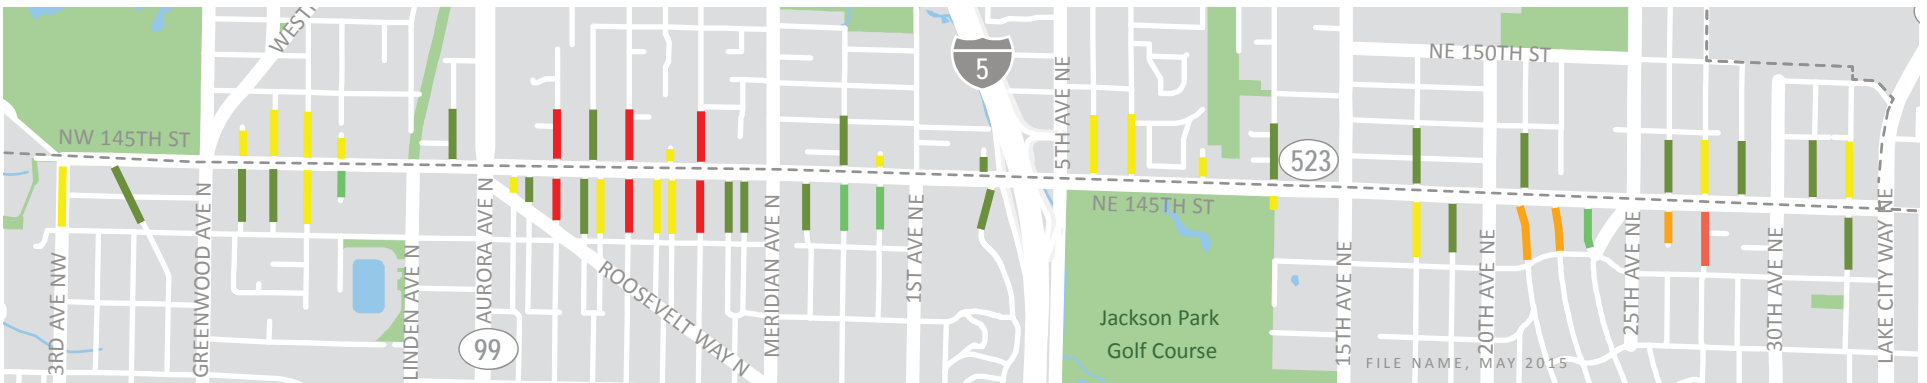 WEST
NE 150TH ST
5
5TH AVE NE
NW 145TH ST
523
NE 145TH ST
3RD AVE NW
GREENWOOD AVE N
LINDEN AVE N
AURORA AVE N
ROOSEVELT WAY N
MERIDIAN AVE N
1ST AVE NE
15TH AVE NE
20TH AVE NE
25TH AVE NE
30TH AVE NE
LAKE CITY WAY NE
99
Jackson Park
Golf Course
FILE NAME, MAY 2015